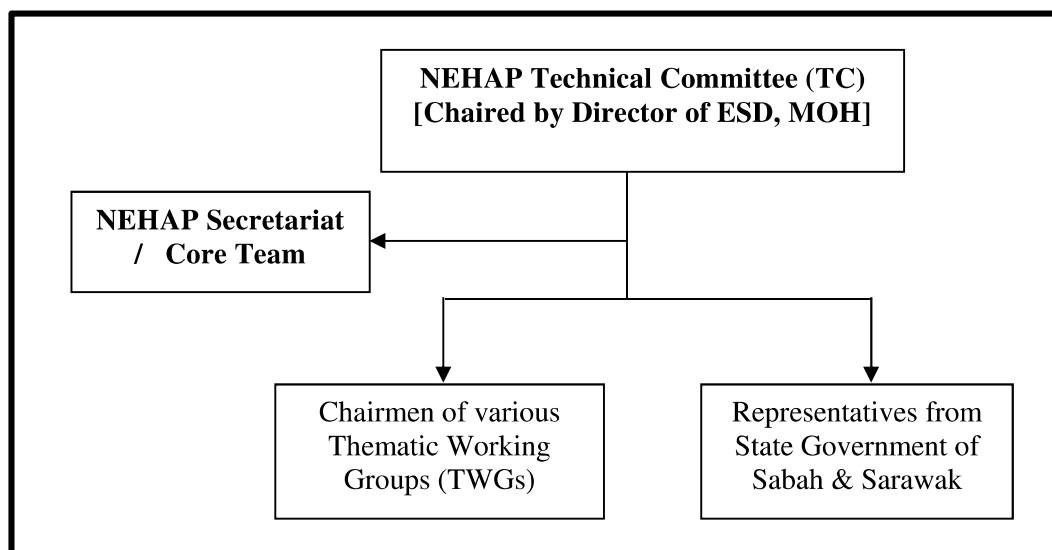 NEHAP Technical Committee (TC)
[Chaired by Director of ESD, MOH]
NEHAP Secretariat
/ Core Team
Chairmen of various
Thematic Working
Groups (TWGs)
Representatives from
State Government of
Sabah & Sarawak